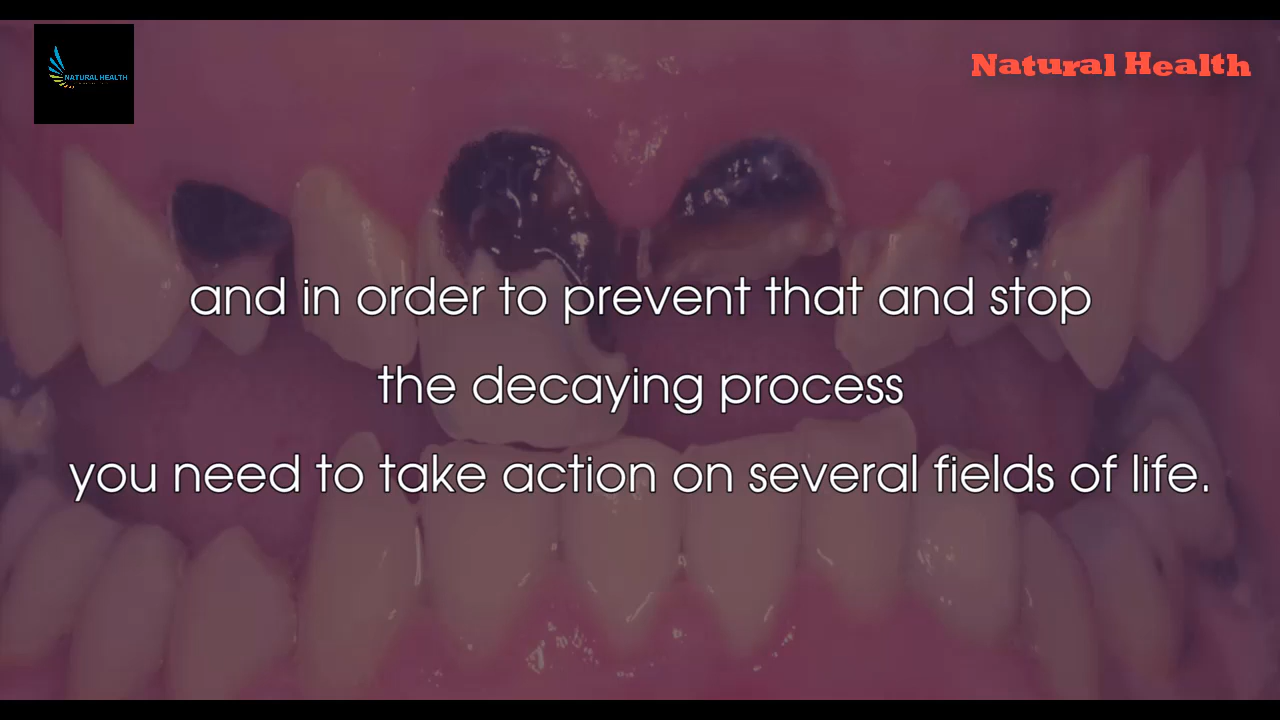 NATURAL HEALTH
Natural Health
and in order to prevent that and stop
the decaying process
you need to take action on several fields of life.